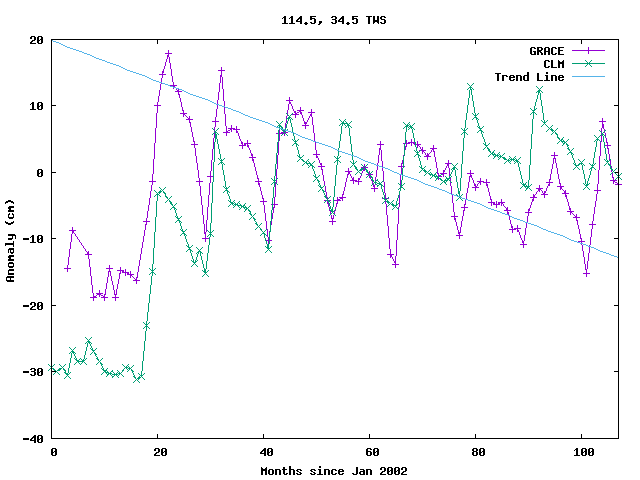 114.5, 34.5 TWS
GRACE
CLM
Trend Line
20
10
0
-10
-20
-30
-40
Anomaly (cm)
0 20 40 60 80 100
Months since Jan 2002